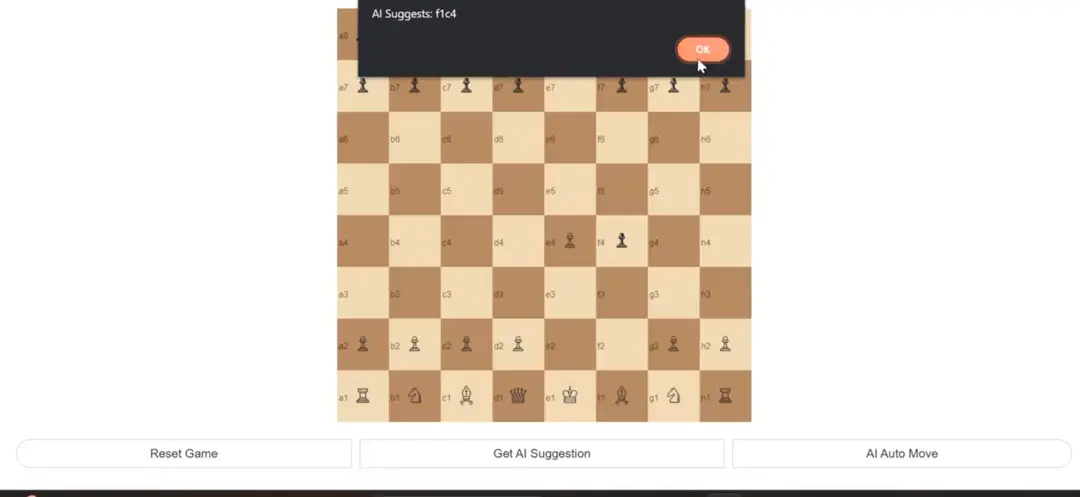 AI Suggests: f1c4
OK
a8
a7 b7 c7 d7 e7 f7 g7 h7
a6 b6 c6 d6 e6 f6 g6 h6
a5 b5 c5 d5 e5 f5 g5 h5
a4 b4 c4 d4 e4 f4 g4 h4
a3 b3 c3 d3 e3 f3 g3 h3
a2 b2 c2 d2 e2 f2 g2 h2
a1 b1 c1 d1 e1 f1 g1 h1
Reset Game Get AI Suggestion AI Auto Move